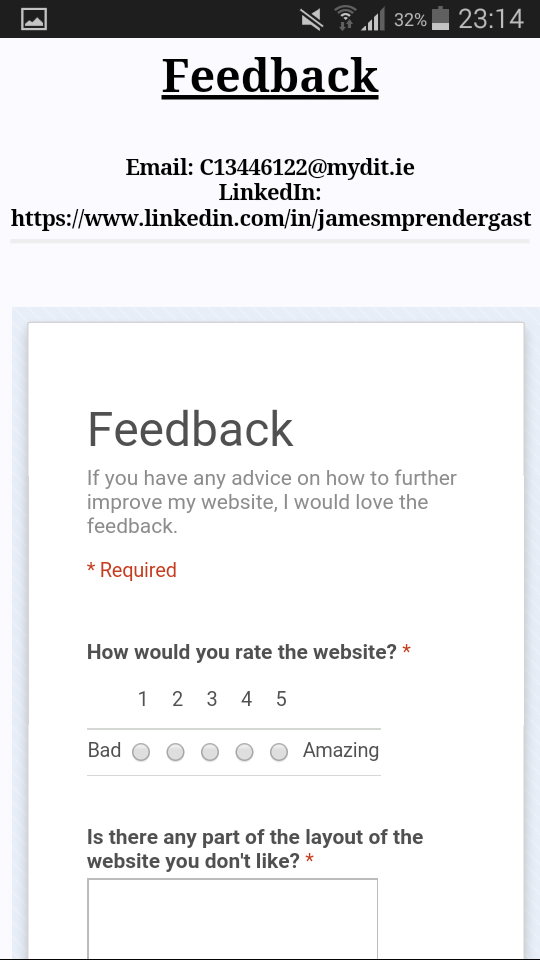 32% 23:14
Feedback
Email: C13446122@mydit.ie
LinkedIn:
https://www.linkedin.com/in/jamesmprendergast
Feedback
If you have any advice on how to further
improve my website, I would love the
feedback.
* Required
How would you rate the website? *
1 2 3 4 5
Bad Amazing
Is there any part of the layout of the
website you don't like? *